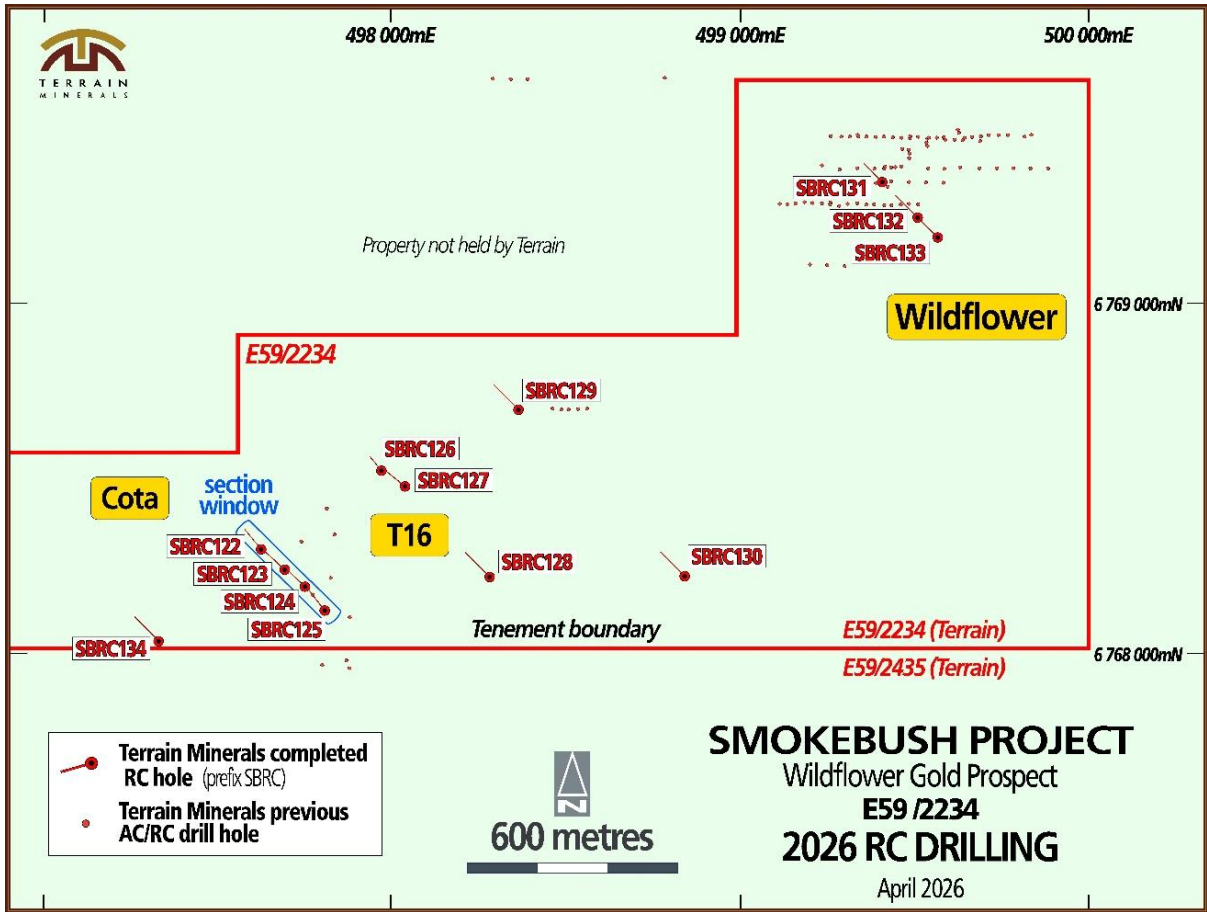 498 000mE
499 000mE
500 000mE
TERRAIN
MINERALS
SBRC131
SBRC132
SBRC133
Property not held by Terrain
6 769 000mN
Wildflower
E59/2234
SBRC129
SBRC126
SBRC127
Cota
section
window
T16
SBRC122
SBRC128
SBRC130
SBRC123
SBRC124
SBRC125
Tenement boundary
E59/2234 (Terrain)
SBRC134
6 768 000mN
E59/2435 (Terrain)
Terrain Minerals completed
RC hole (prefix SBRC)
Terrain Minerals previous
AC/RC drill hole
N
600 metres
SMOKEBUSH PROJECT
Wildflower Gold Prospect
E59 /2234
2026 RC DRILLING
April 2026